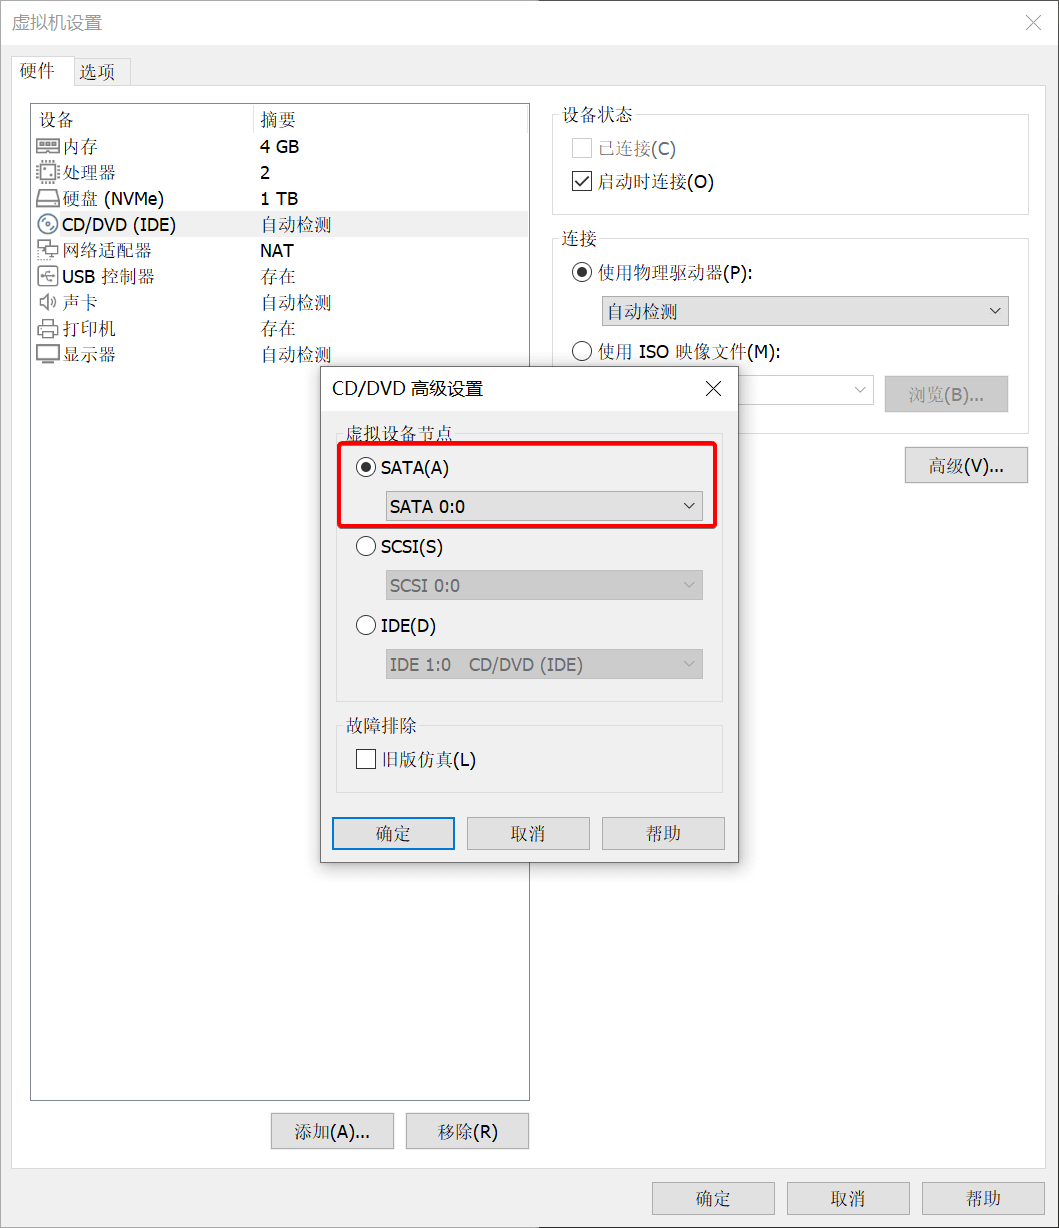 虚拟机设置
硬件 选项
设备 摘要
内存 4 GB
处理器 2
硬盘 (NVMe) 1 TB
CD/DVD (IDE) 自动检测
网络适配器 NAT
USB 控制器 存在
声卡 自动检测
打印机 存在
显示器 自动检测
设备状态
已连接(C)
启动时连接(O)
连接
使用物理驱动器(P):
自动检测
使用 ISO 映像文件(M):
浏览(B)...
高级(V)...
CD/DVD 高级设置
虚拟设备节点
SATA(A)
SATA 0:0
SCSI(S)
SCSI 0:0
IDE(D)
IDE 1:0 CD/DVD (IDE)
故障排除
旧版仿真(L)
确定 取消 帮助
添加(A)... 移除(R)
确定 取消 帮助